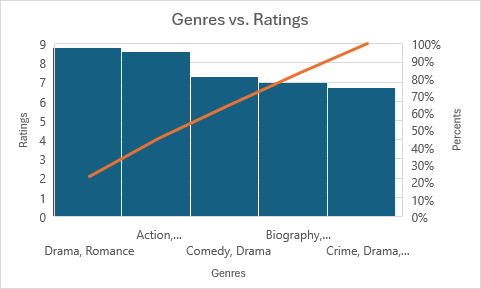 Genres vs. Ratings
9
8
7
6
5
4
3
2
1
0
Ratings
100%
90%
80%
70%
60%
50%
40%
30%
20%
10%
0%
Percents
Action,...
Biography,...
Drama, Romance
Comedy, Drama
Crime, Drama,...
Genres